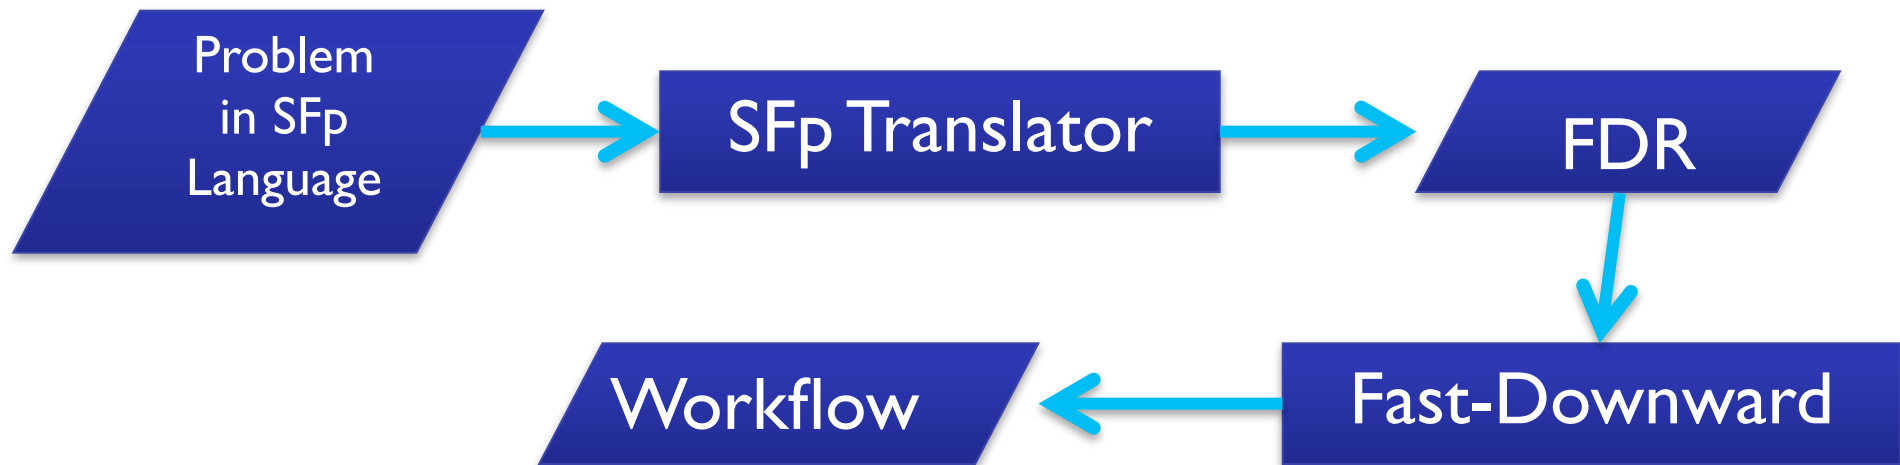 Problem
in SFp
Language
SFp Translator
FDR
Fast-Downward
Workflow